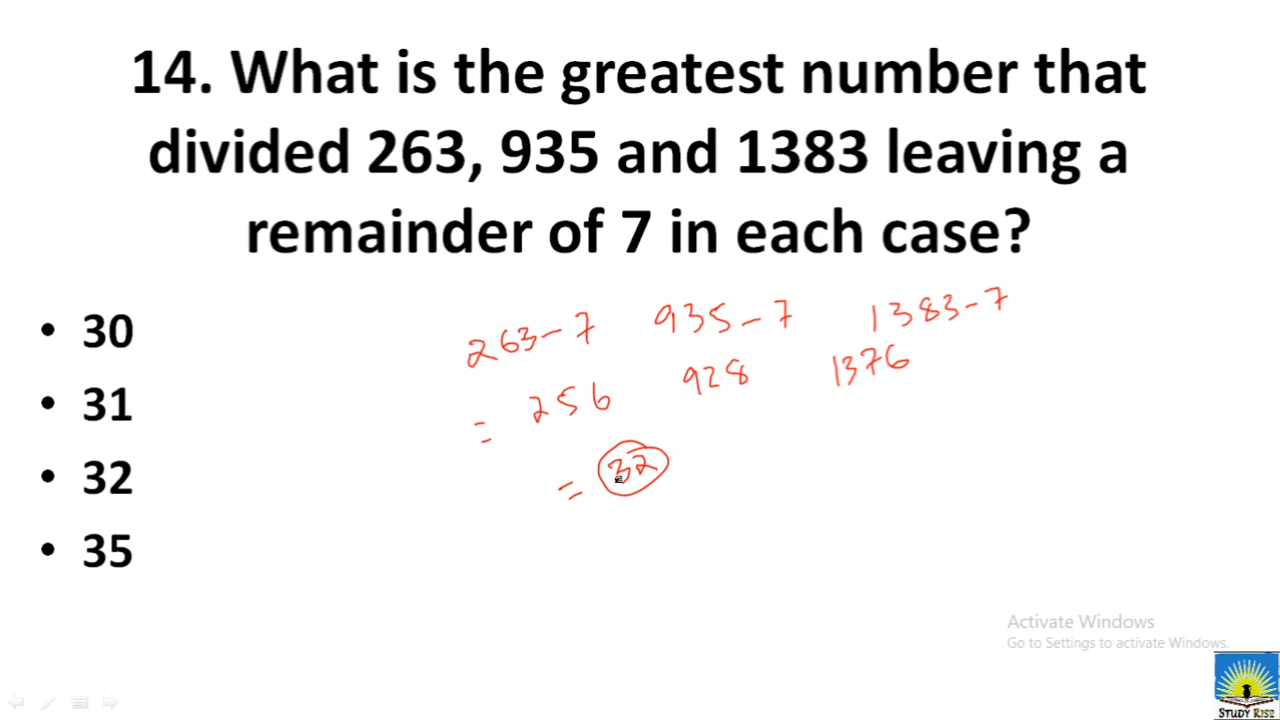 14. What is the greatest number that
divided 263, 935 and 1383 leaving a
remainder of 7 in each case?
• 30
• 31
• 32
• 35
263-7 935-7 1383-7
= 256 928 1376
= 32
Activate Windows
Go to Settings to activate Windows.
STUDY RISE